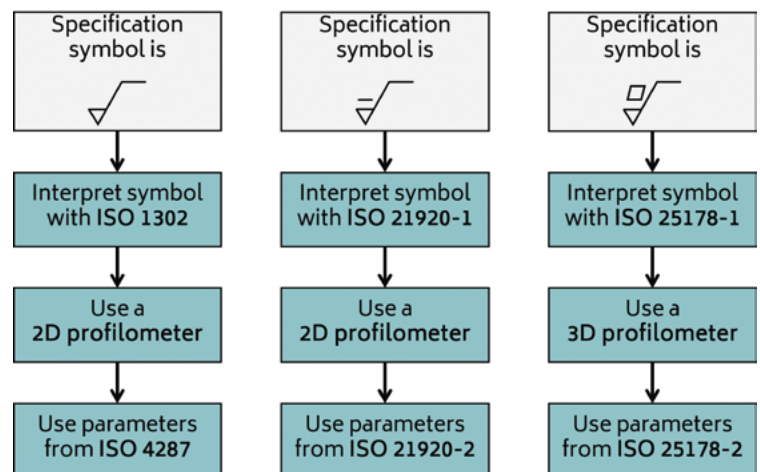 Specification
symbol is
Interpret symbol
with ISO 1302
Use a
2D profilometer
Use parameters
from ISO 4287
Specification
symbol is
Interpret symbol
with ISO 21920-1
Use a
2D profilometer
Use parameters
from ISO 21920-2
Specification
symbol is
Interpret symbol
with ISO 25178-1
Use a
3D profilometer
Use parameters
from ISO 25178-2